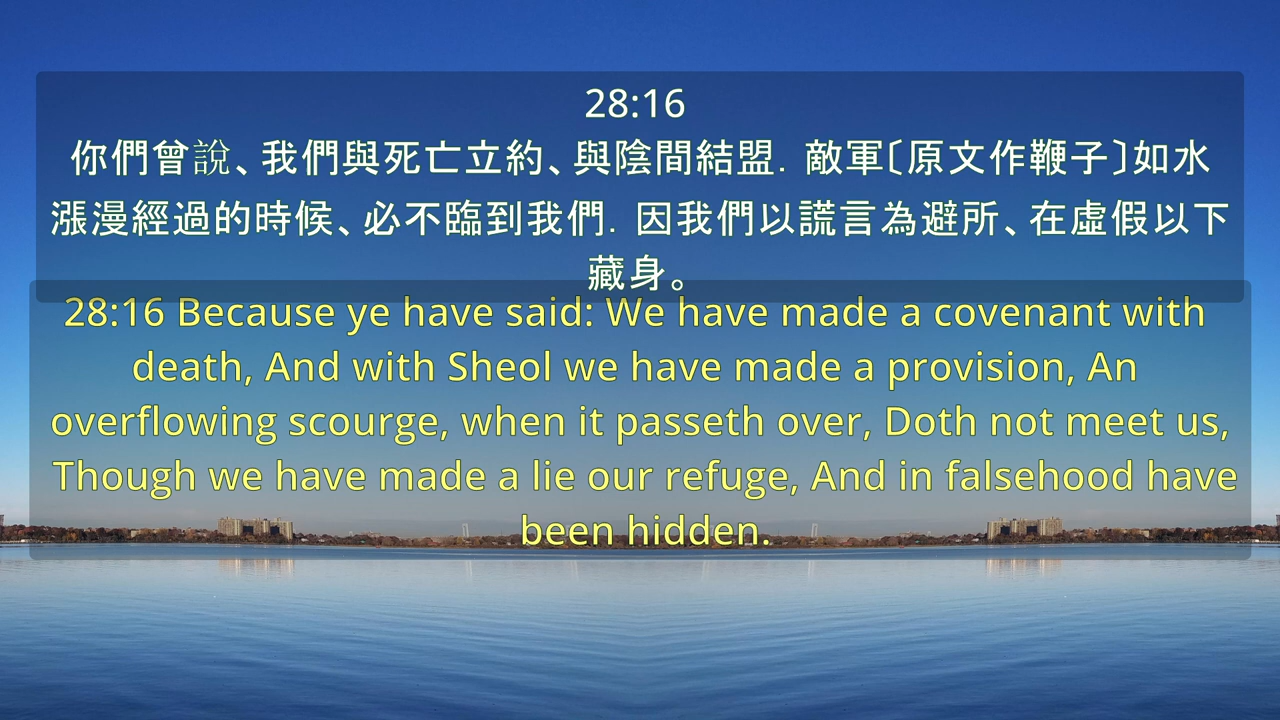 28:16
你們曾說、我們與死亡立約、與陰間結盟．敵軍〔原文作鞭子〕如水
漲漫經過的時候、必不臨到我們．因我們以謊言為避所、在虛假以下
藏身。
28:16 Because ye have said: We have made a covenant with
death, And with Sheol we have made a provision, An
overflowing scourge, when it passeth over, Doth not meet us,
Though we have made a lie our refuge, And in falsehood have
been hidden.